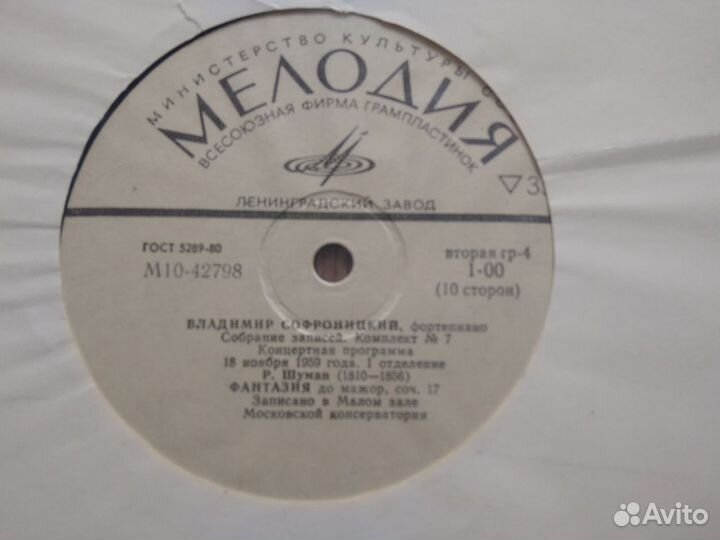 МИНИСТЕРСТВО КУЛЬТУРЫ
МЕЛОДИЯ
ВСЕСОЮЗНАЯ ФИРМА ГРАМПЛАСТИНОК
ЛЕНИНГРАДСКИЙ ЗАВОД
▽3
ГОСТ 5289-80
М10-42798
вторая гр-4
1-00
(10 сторон)
ВЛАДИМИР СОФРОНИЦКИЙ, фортепиано
Собрание записей. Комплект № 7
Концертная программа
18 ноября 1959 года. I отделение
Р. Шуман (1810—1856)
ФАНТАЗИЯ до мажор, соч. 17
Записано в Малом зале
Московской консерватории
Avito